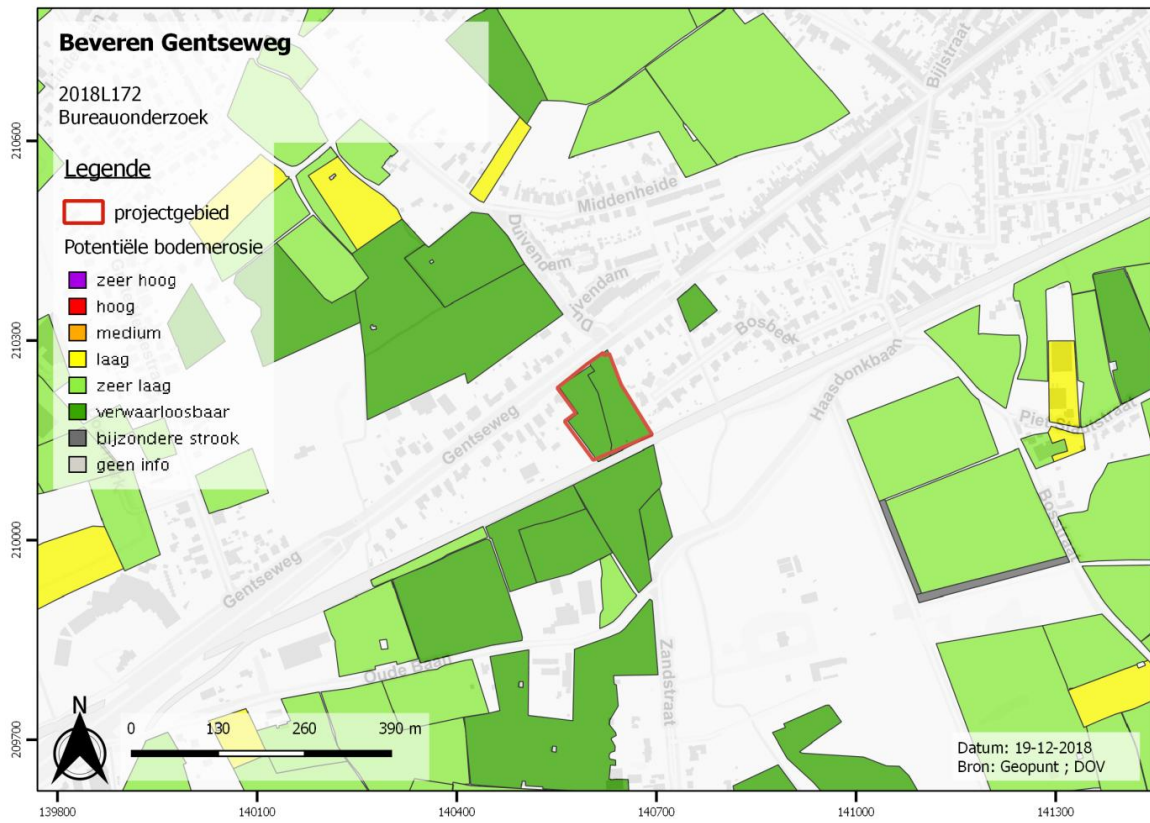 Beveren Gentseweg
2018L172
Bureauonderzoek
Legende
projectgebied
Potentiële bodemerosie
zeer hoog
hoog
medium
laag
zeer laag
verwaarloosbaar
bijzondere strook
geen info
Bijlstraat
Middenheide
Duivendam
Duivendam
Bosbeek
Haasdonkbaan
Gentseweg
Gentseweg
Oude Baan
Zandstraat
N
0 130 260 390 m
Datum: 19-12-2018
Bron: Geopunt ; DOV
210600
210300
210000
209700
139800 140100 140400 140700 141000 141300